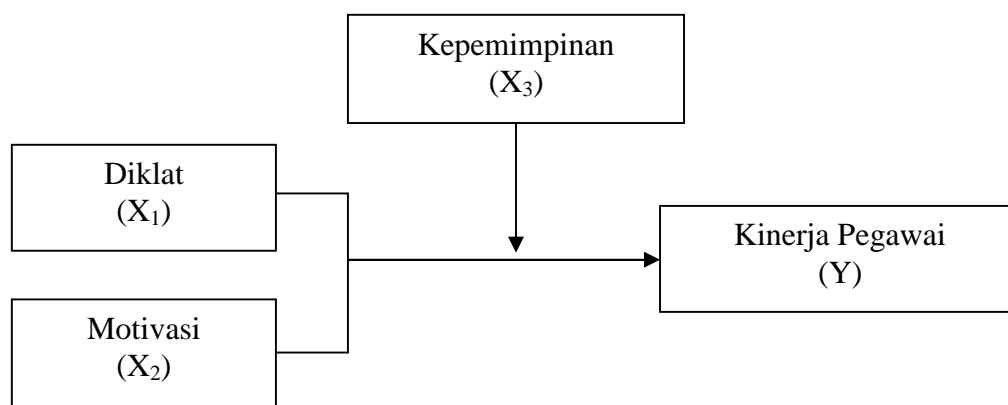 Kepemimpinan
(X₃)
Diklat
(X₁)
Kinerja Pegawai
(Y)
Motivasi
(X₂)